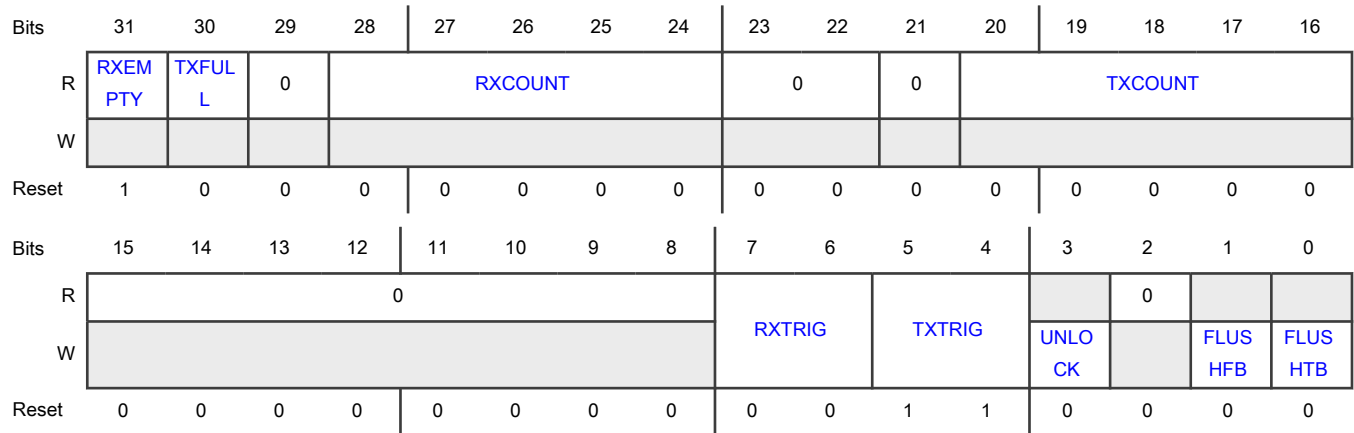 Bits 31 30 29 28 27 26 25 24 23 22 21 20 19 18 17 16
R RXEM PTY TXFUL L 0 RXCOUNT 0 0 TXCOUNT
W
Reset 1 0 0 0 0 0 0 0 0 0 0 0 0 0 0 0
Bits 15 14 13 12 11 10 9 8 7 6 5 4 3 2 1 0
R 0 RXTRIG TXTRIG 0
W UNLO CK FLUS HFB FLUS HTB
Reset 0 0 0 0 0 0 0 0 0 0 1 1 0 0 0 0